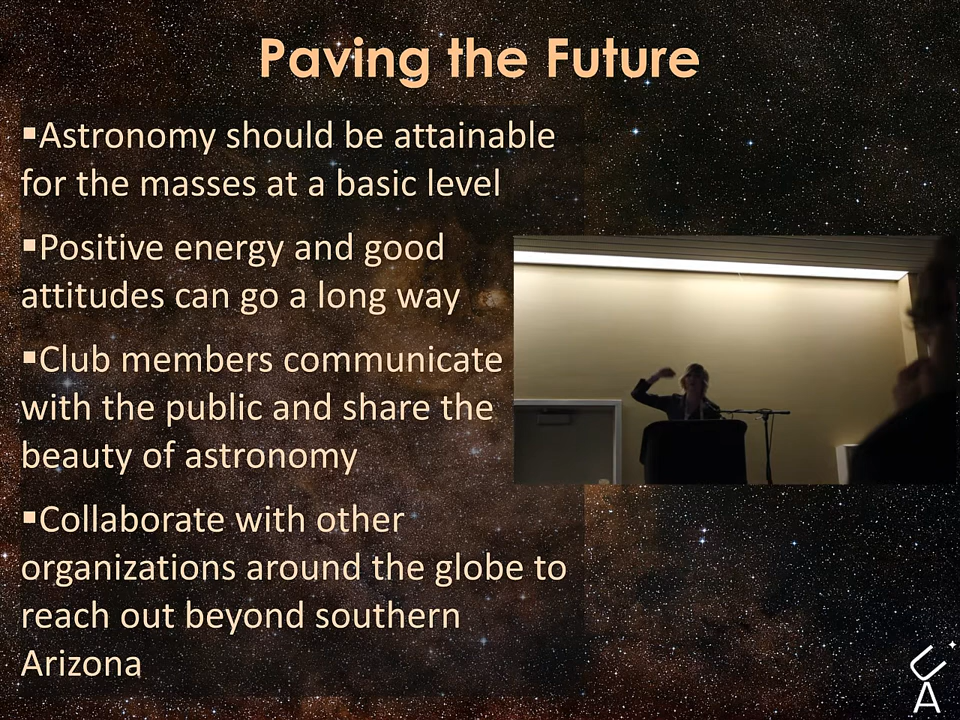 Paving the Future
▪Astronomy should be attainable
for the masses at a basic level
▪Positive energy and good
attitudes can go a long way
▪Club members communicate
with the public and share the
beauty of astronomy
▪Collaborate with other
organizations around the globe to
reach out beyond southern
Arizona
UA